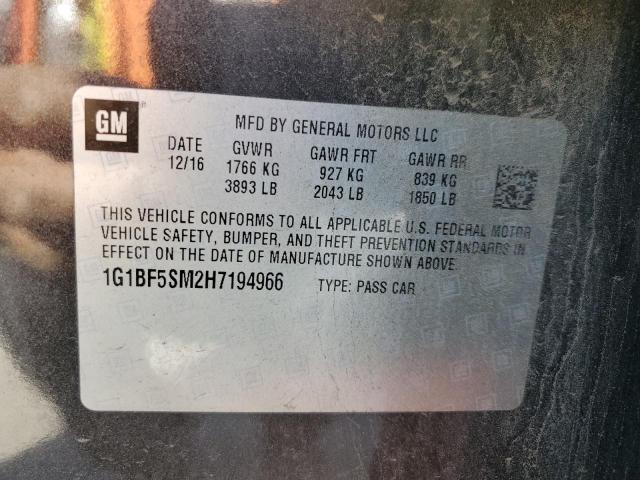 GM
MFD BY GENERAL MOTORS LLC
DATE GVWR GAWR FRT GAWR RR
12/16 1766 KG 927 KG 839 KG
3893 LB 2043 LB 1850 LB
THIS VEHICLE CONFORMS TO ALL APPLICABLE U.S. FEDERAL MOTOR
VEHICLE SAFETY, BUMPER, AND THEFT PREVENTION STANDARDS IN
EFFECT ON THE DATE OF MANUFACTURE SHOWN ABOVE.
1G1BF5SM2H7194966 TYPE: PASS CAR